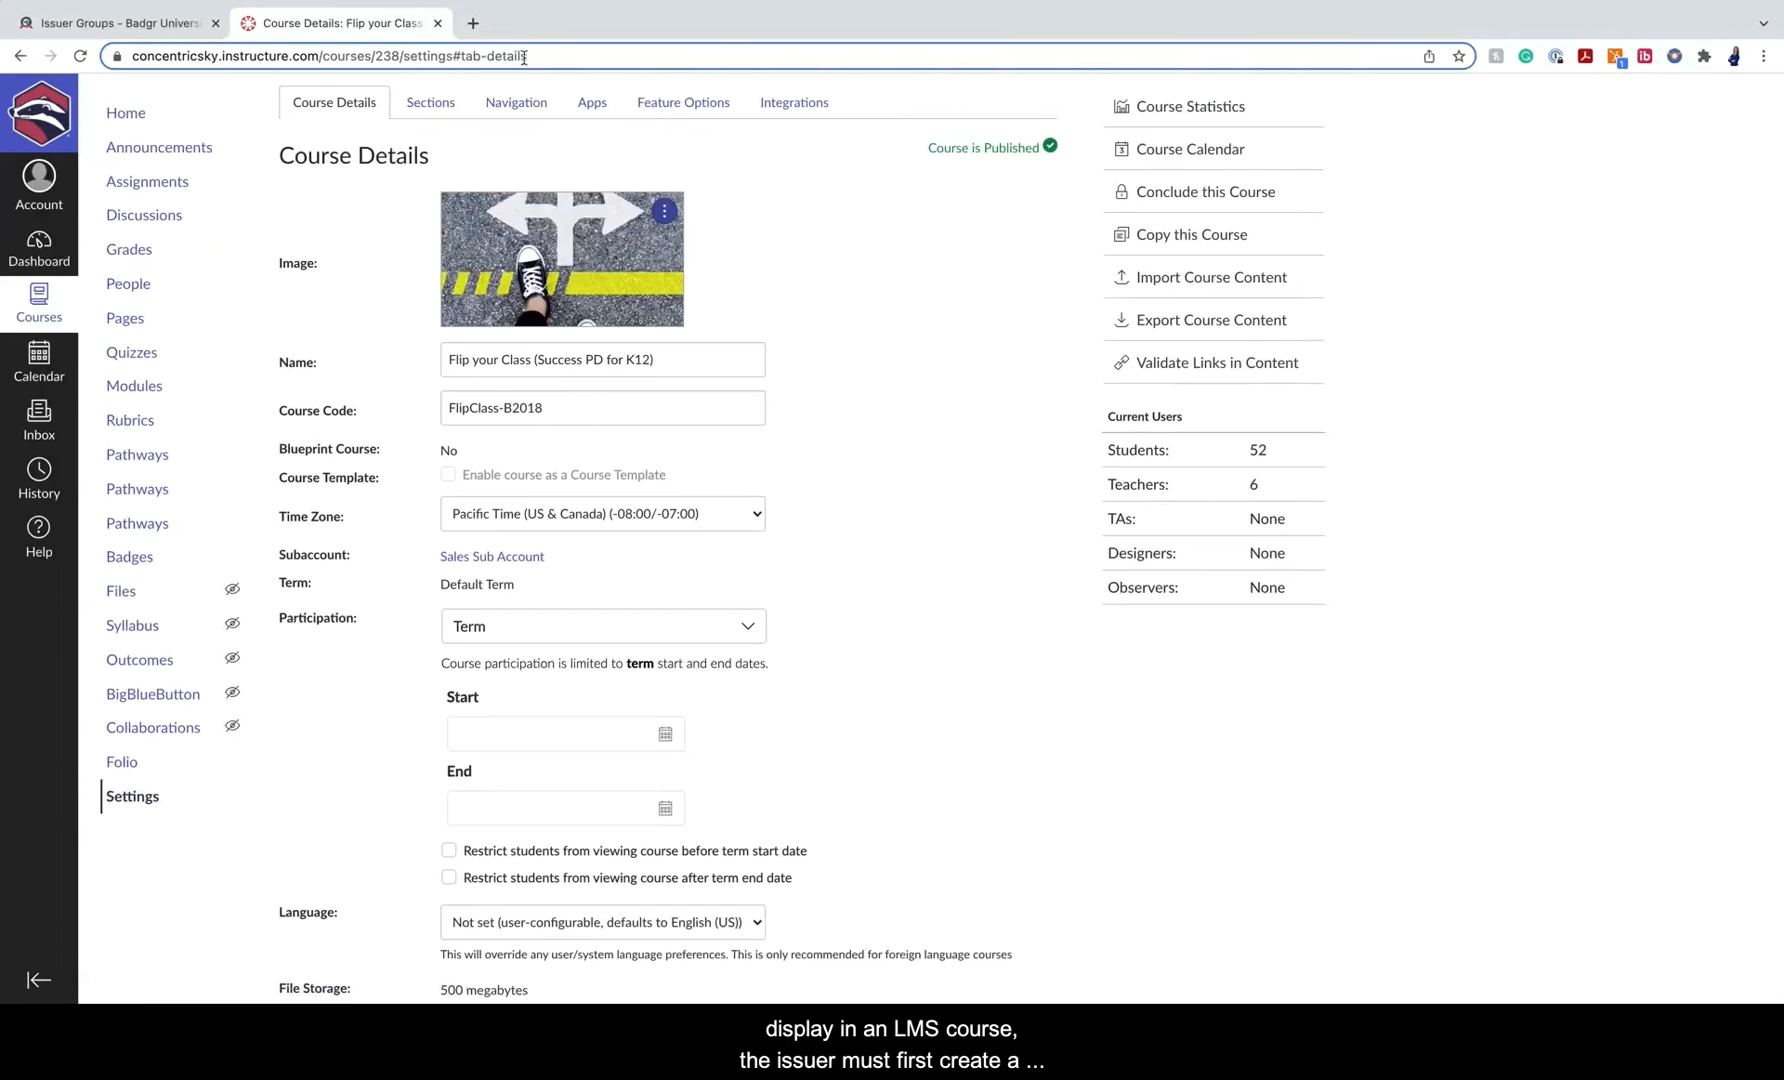 Issuer Groups - Badgr Univers
Course Details: Flip your Class
concentricsky.instructure.com/courses/238/settings#tab-details
1
Account
Dashboard
Courses
Calendar
Inbox
History
Help
Home
Announcements
Assignments
Discussions
Grades
People
Pages
Quizzes
Modules
Rubrics
Pathways
Pathways
Pathways
Badges
Files
Syllabus
Outcomes
BigBlueButton
Collaborations
Folio
Settings
Course Details Sections Navigation Apps Feature Options Integrations
Course Details
Course is Published
Image:
Name: Flip your Class (Success PD for K12)
Course Code: FlipClass-B2018
Blueprint Course: No
Course Template: Enable course as a Course Template
Time Zone: Pacific Time (US & Canada) (-08:00/-07:00)
Subaccount: Sales Sub Account
Term: Default Term
Participation: Term
Course participation is limited to term start and end dates.
Start
End
Restrict students from viewing course before term start date
Restrict students from viewing course after term end date
Language: Not set (user-configurable, defaults to English (US))
This will override any user/system language preferences. This is only recommended for foreign language courses
File Storage: 500 megabytes
Course Statistics
Course Calendar
Conclude this Course
Copy this Course
Import Course Content
Export Course Content
Validate Links in Content
Current Users
Students: 52
Teachers: 6
TAs: None
Designers: None
Observers: None
display in an LMS course,
the issuer must first create a ...